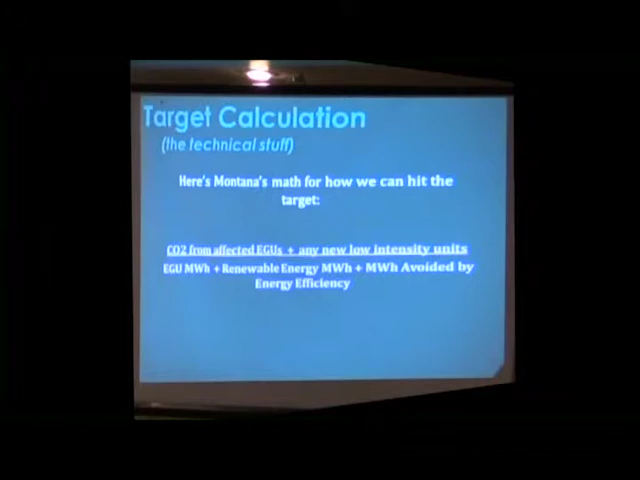 Target Calculation
(the technical stuff)
Here's Montana's math for how we can hit the
target:
CO2 from affected EGUs + any new low intensity units
EGU MWh + Renewable Energy MWh + MWh Avoided by
Energy Efficiency